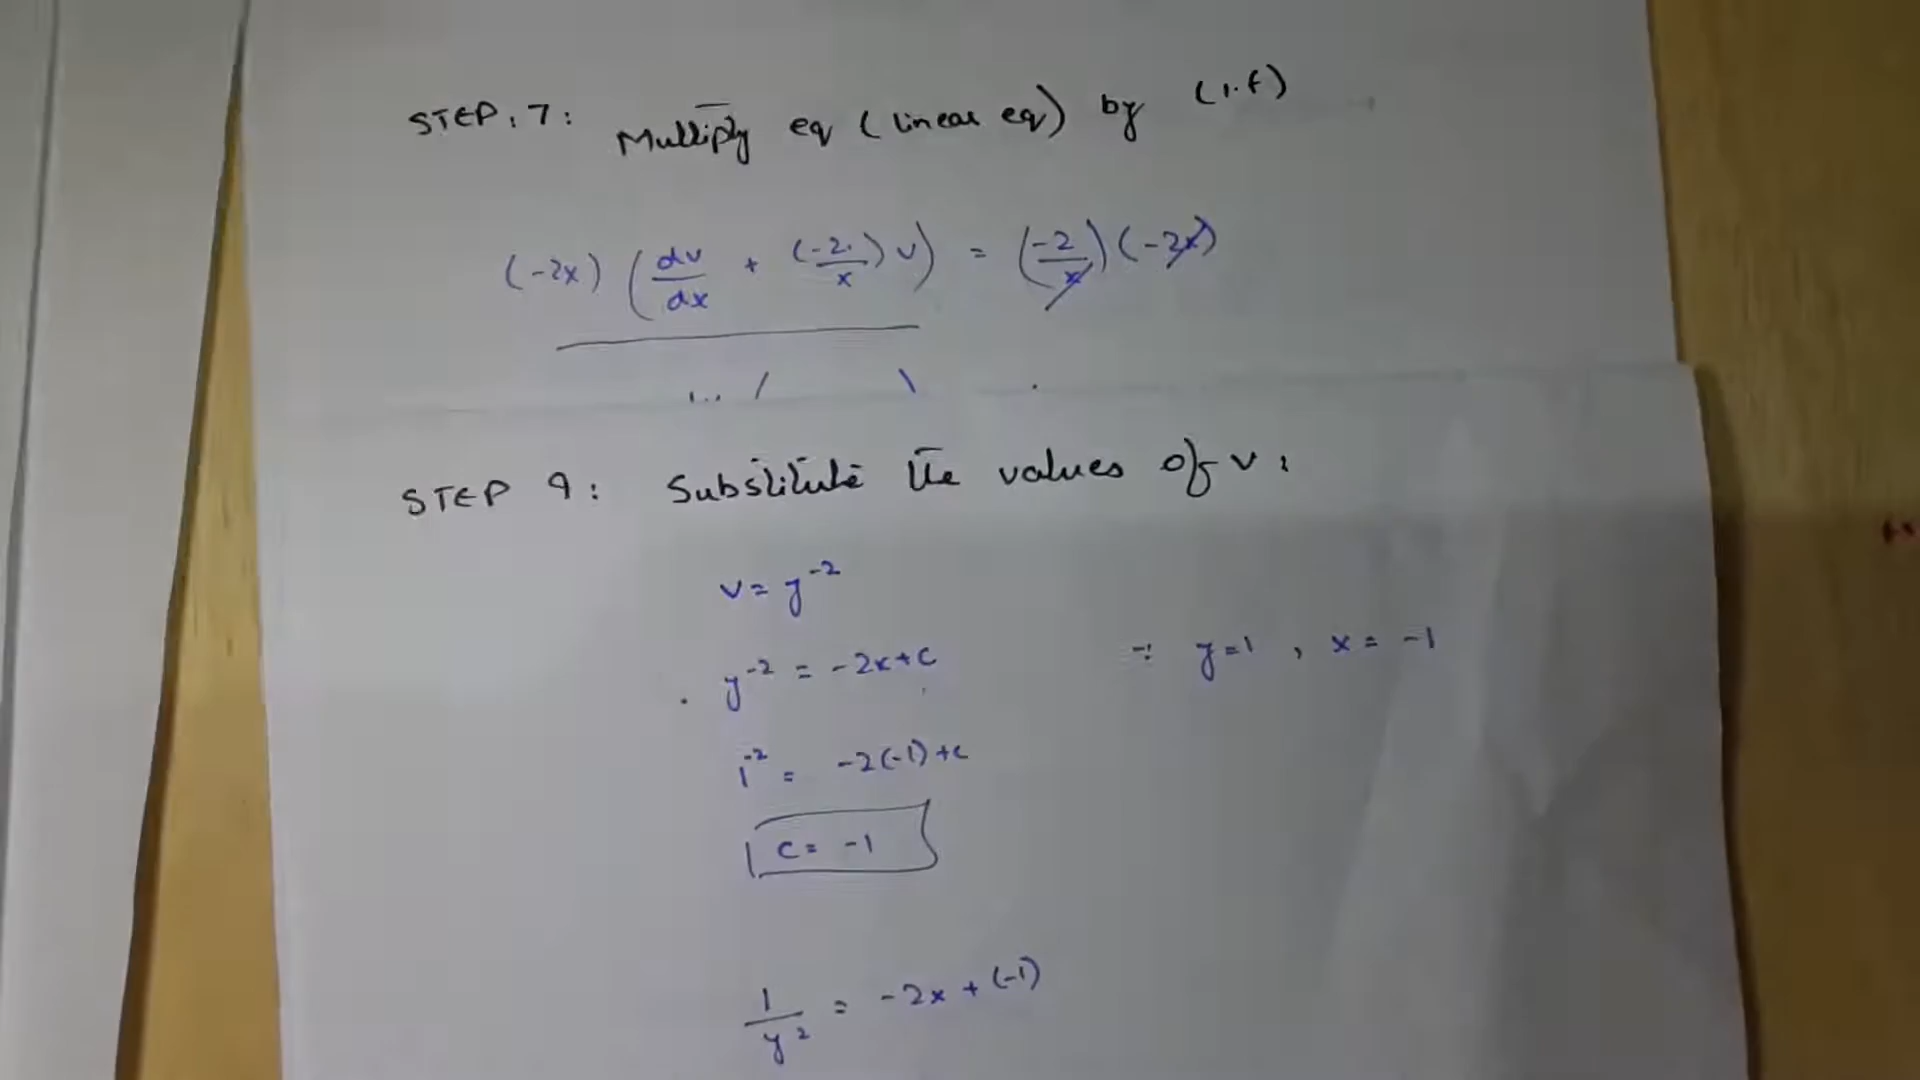 STEP. 7: Multiply eq (linear eq) by (I.f)
(-2x) (dv/dx + (-2/x) v) = (-2/x) (-2x)
STEP 9: Substitute the values of v:
v = y^-2
y^-2 = -2x+c ∵ y=1, x = -1
1^-2 = -2(-1)+c
c = -1
1/y^2 = -2x + (-1)